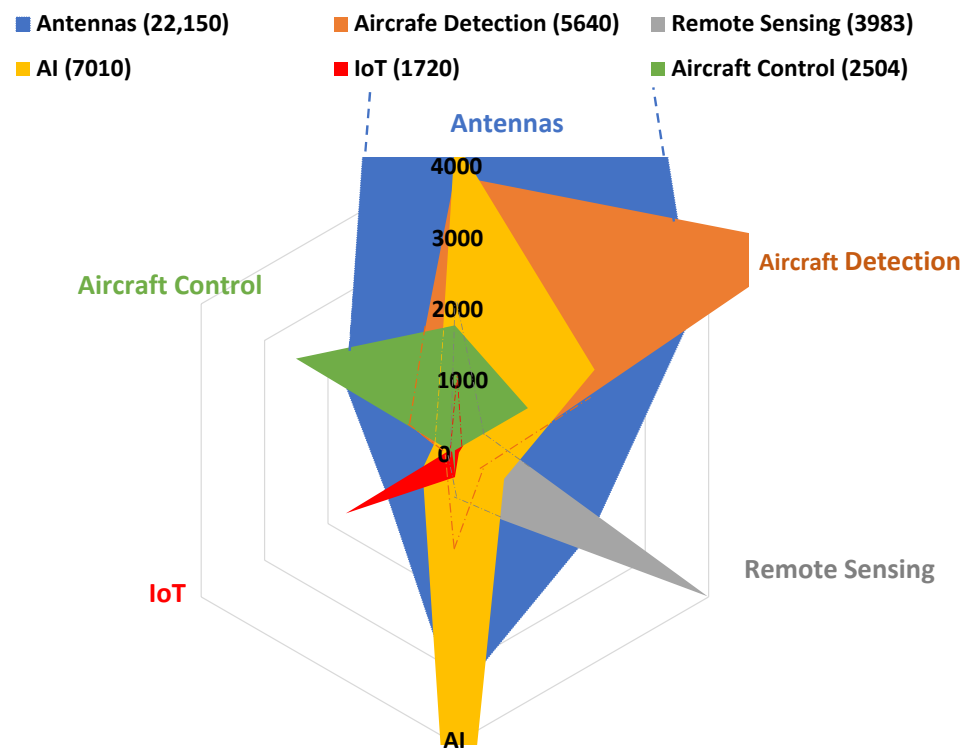 Antennas (22,150) Aircrafe Detection (5640) Remote Sensing (3983)
AI (7010) IoT (1720) Aircraft Control (2504)
Antennas
4000
3000
Aircraft Detection
Aircraft Control
2000
1000
0
Remote Sensing
IoT
AI